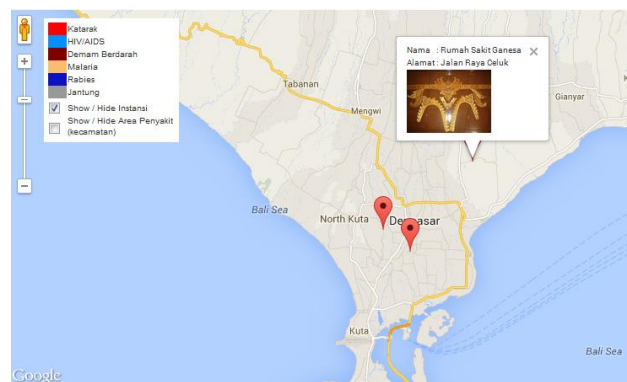 Katarak
HIV/AIDS
Demam Berdarah
Malaria
Rabies
Jantung
Show / Hide Instansi
Show / Hide Area Penyakit
(kecamatan)
Nama : Rumah Sakit Ganesa
Alamat : Jalan Raya Celuk
Tabanan
Mengwi
Gianyar
K
Bali Sea
North Kuta
Denpasar
Kuta
Bali Sea
Google